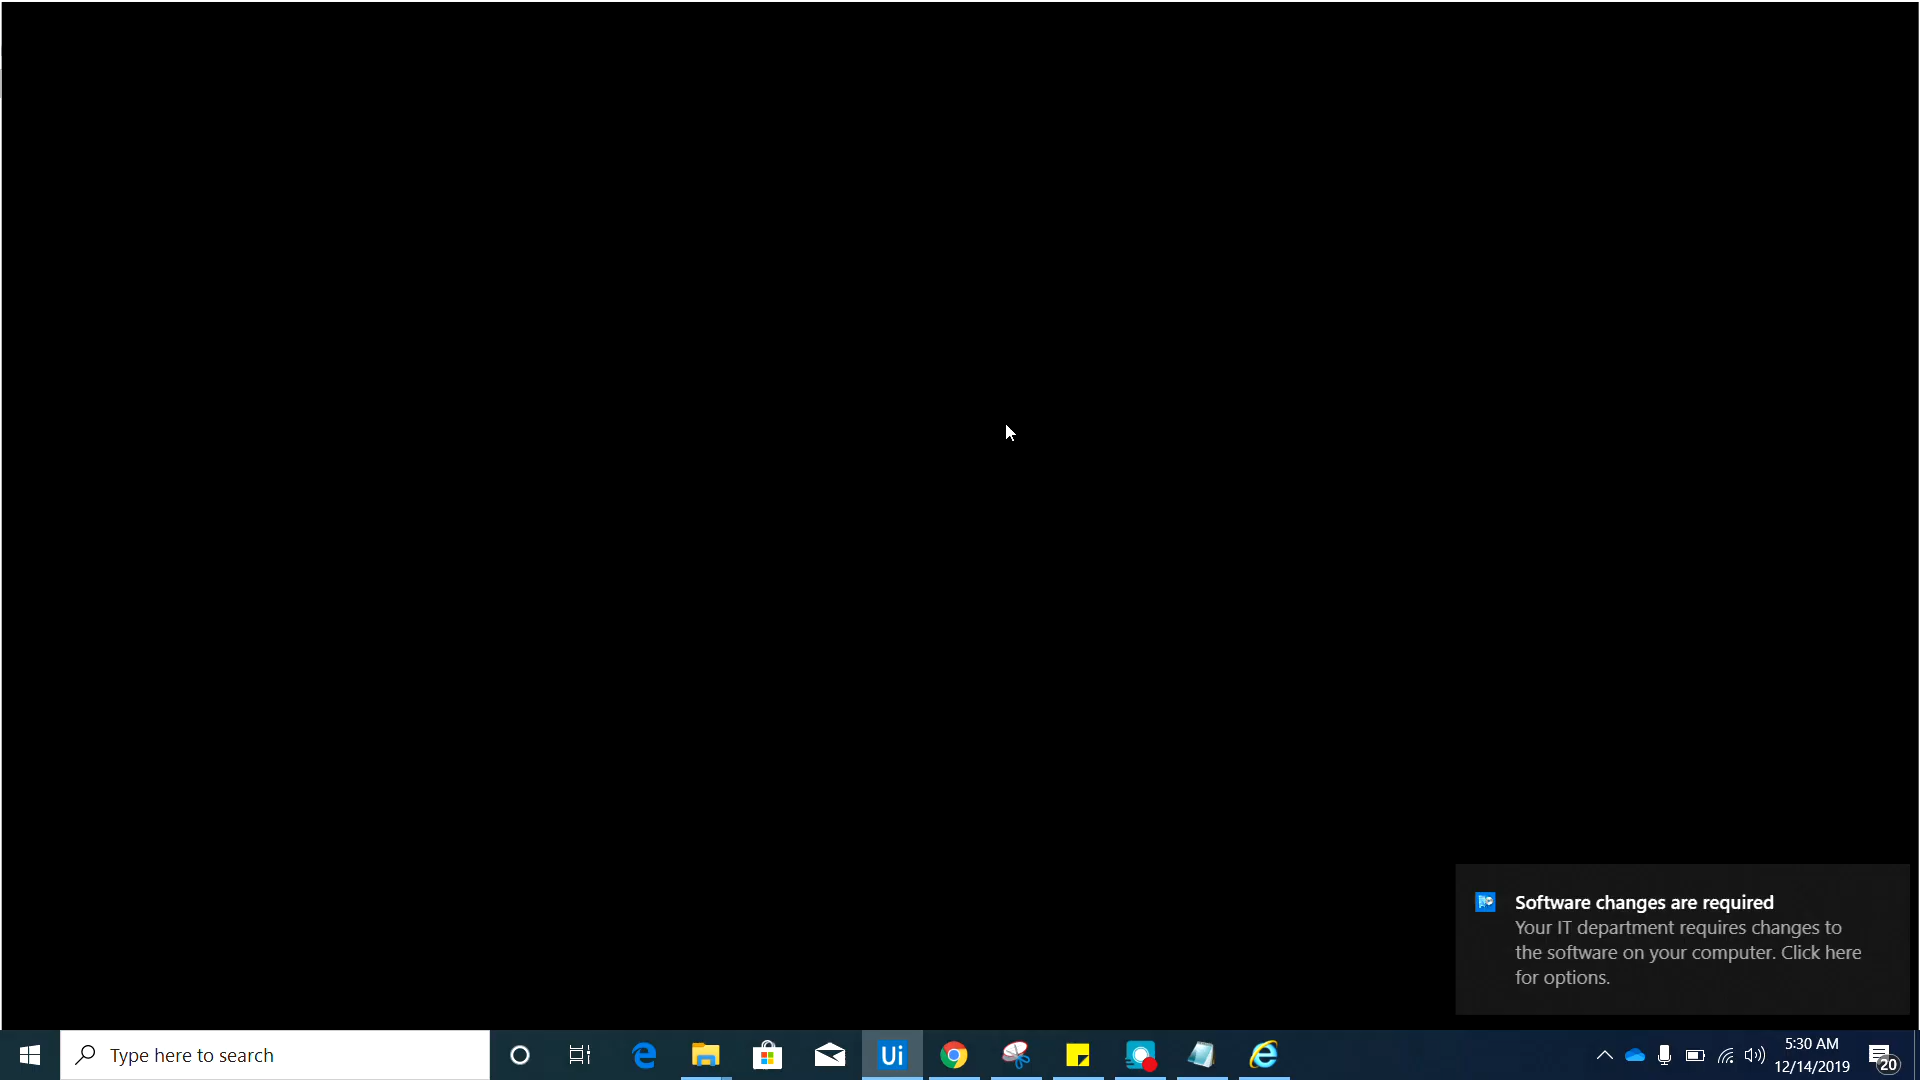 Software changes are required
Your IT department requires changes to
the software on your computer. Click here
for options.
Type here to search
Ui
5:30 AM
12/14/2019
20